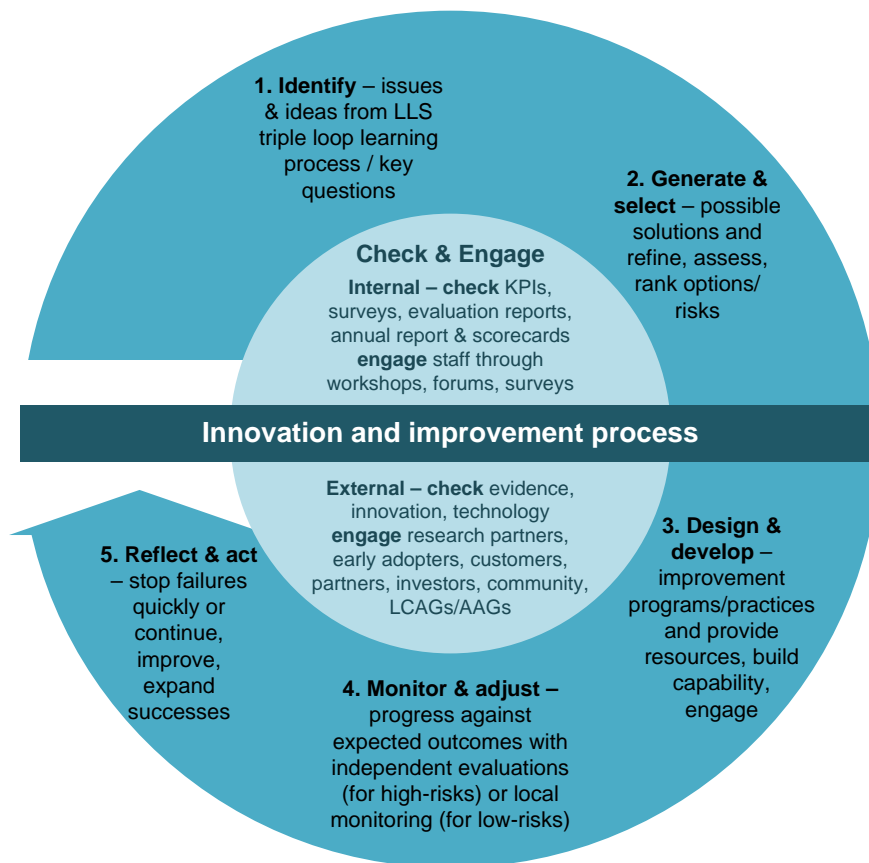 1. Identify – issues
& ideas from LLS
triple loop learning
process / key
questions
2. Generate &
select – possible
solutions and
refine, assess,
rank options/
risks
Check & Engage
Internal – check KPIs,
surveys, evaluation reports,
annual report & scorecards
engage staff through
workshops, forums, surveys
Innovation and improvement process
External – check evidence,
innovation, technology
engage research partners,
early adopters, customers,
partners, investors, community,
LCAGs/AAGs
3. Design &
develop –
improvement
programs/practices
and provide
resources, build
capability,
engage
4. Monitor & adjust –
progress against
expected outcomes with
independent evaluations
(for high-risks) or local
monitoring (for low-risks)
5. Reflect & act
– stop failures
quickly or
continue,
improve,
expand
successes